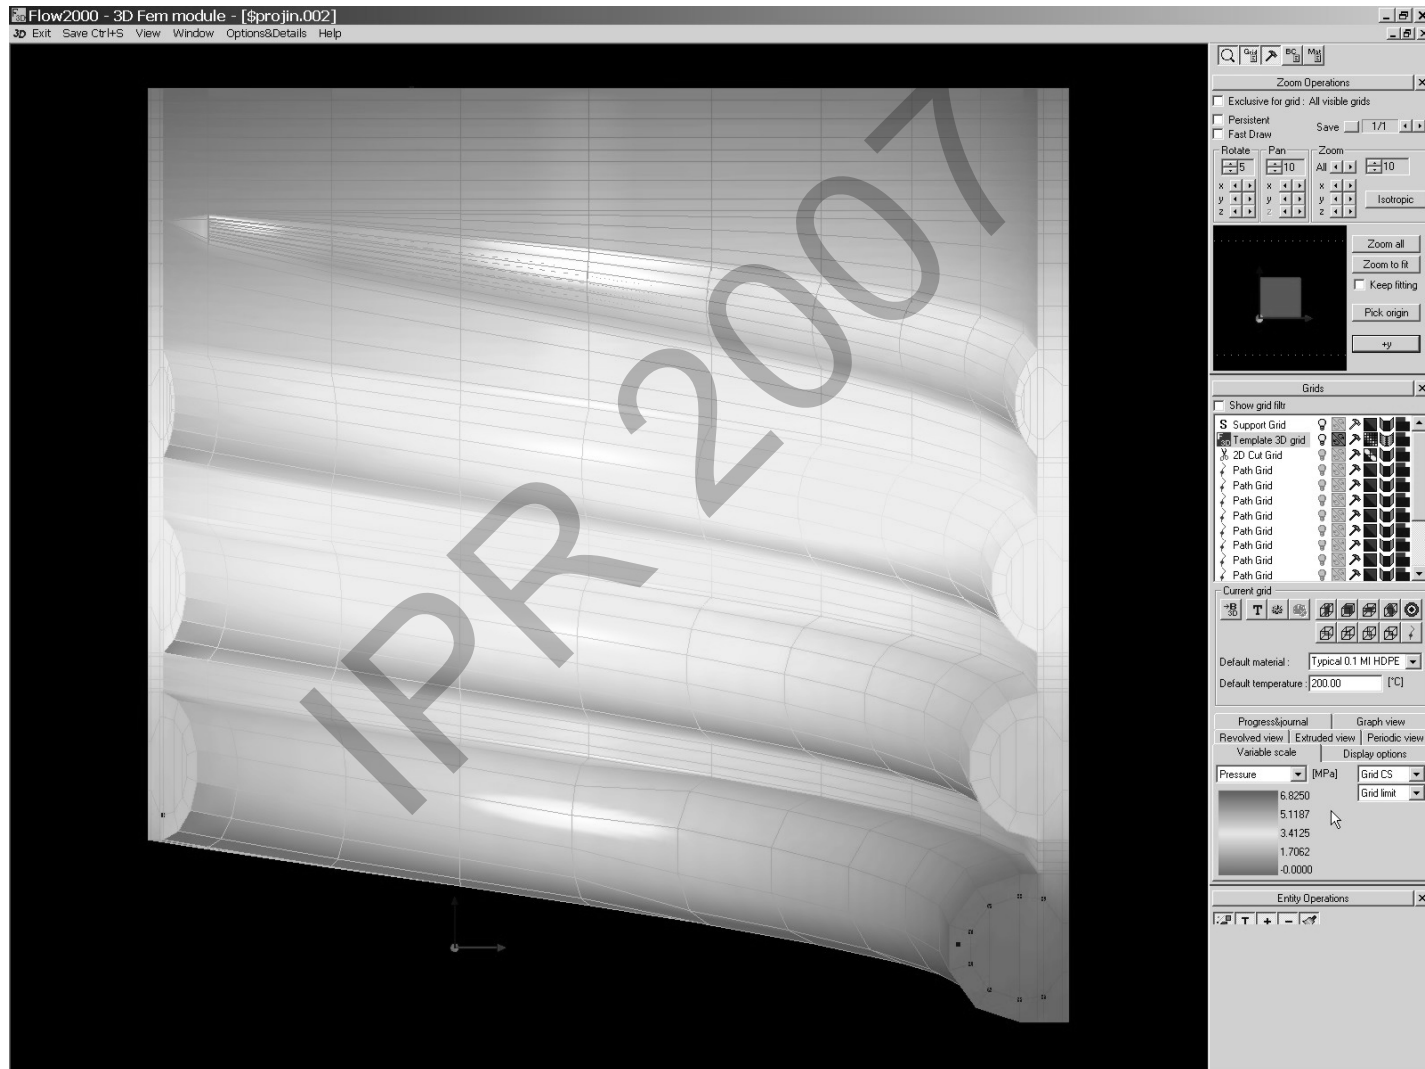 Flow2000 - 3D Fem module - [$projin.002]
3D Exit Save Ctrl+S View Window Options&Details Help
Grid BC Mat
Zoom Operations
Exclusive for grid : All visible grids
Persistent
Fast Draw
Save 1/1
Rotate Pan Zoom
5 10 All 10
x x x
y y y
z z z
Isotropic
Zoom all
Zoom to fit
Keep fitting
Pick origin
+y
Grids
Show grid filtr
S Support Grid
Template 3D grid
2D Cut Grid
Path Grid
Path Grid
Path Grid
Path Grid
Path Grid
Path Grid
Path Grid
Path Grid
Current grid
T
Default material : Typical 0.1 MI HDPE
Default temperature : 200.00 [°C]
Progress&journal Graph view
Revolved view Extruded view Periodic view
Variable scale Display options
Pressure [MPa] Grid CS
Grid limit
6.8250
5.1187
3.4125
1.7062
-0.0000
Entity Operations
T + -
IPR 2007